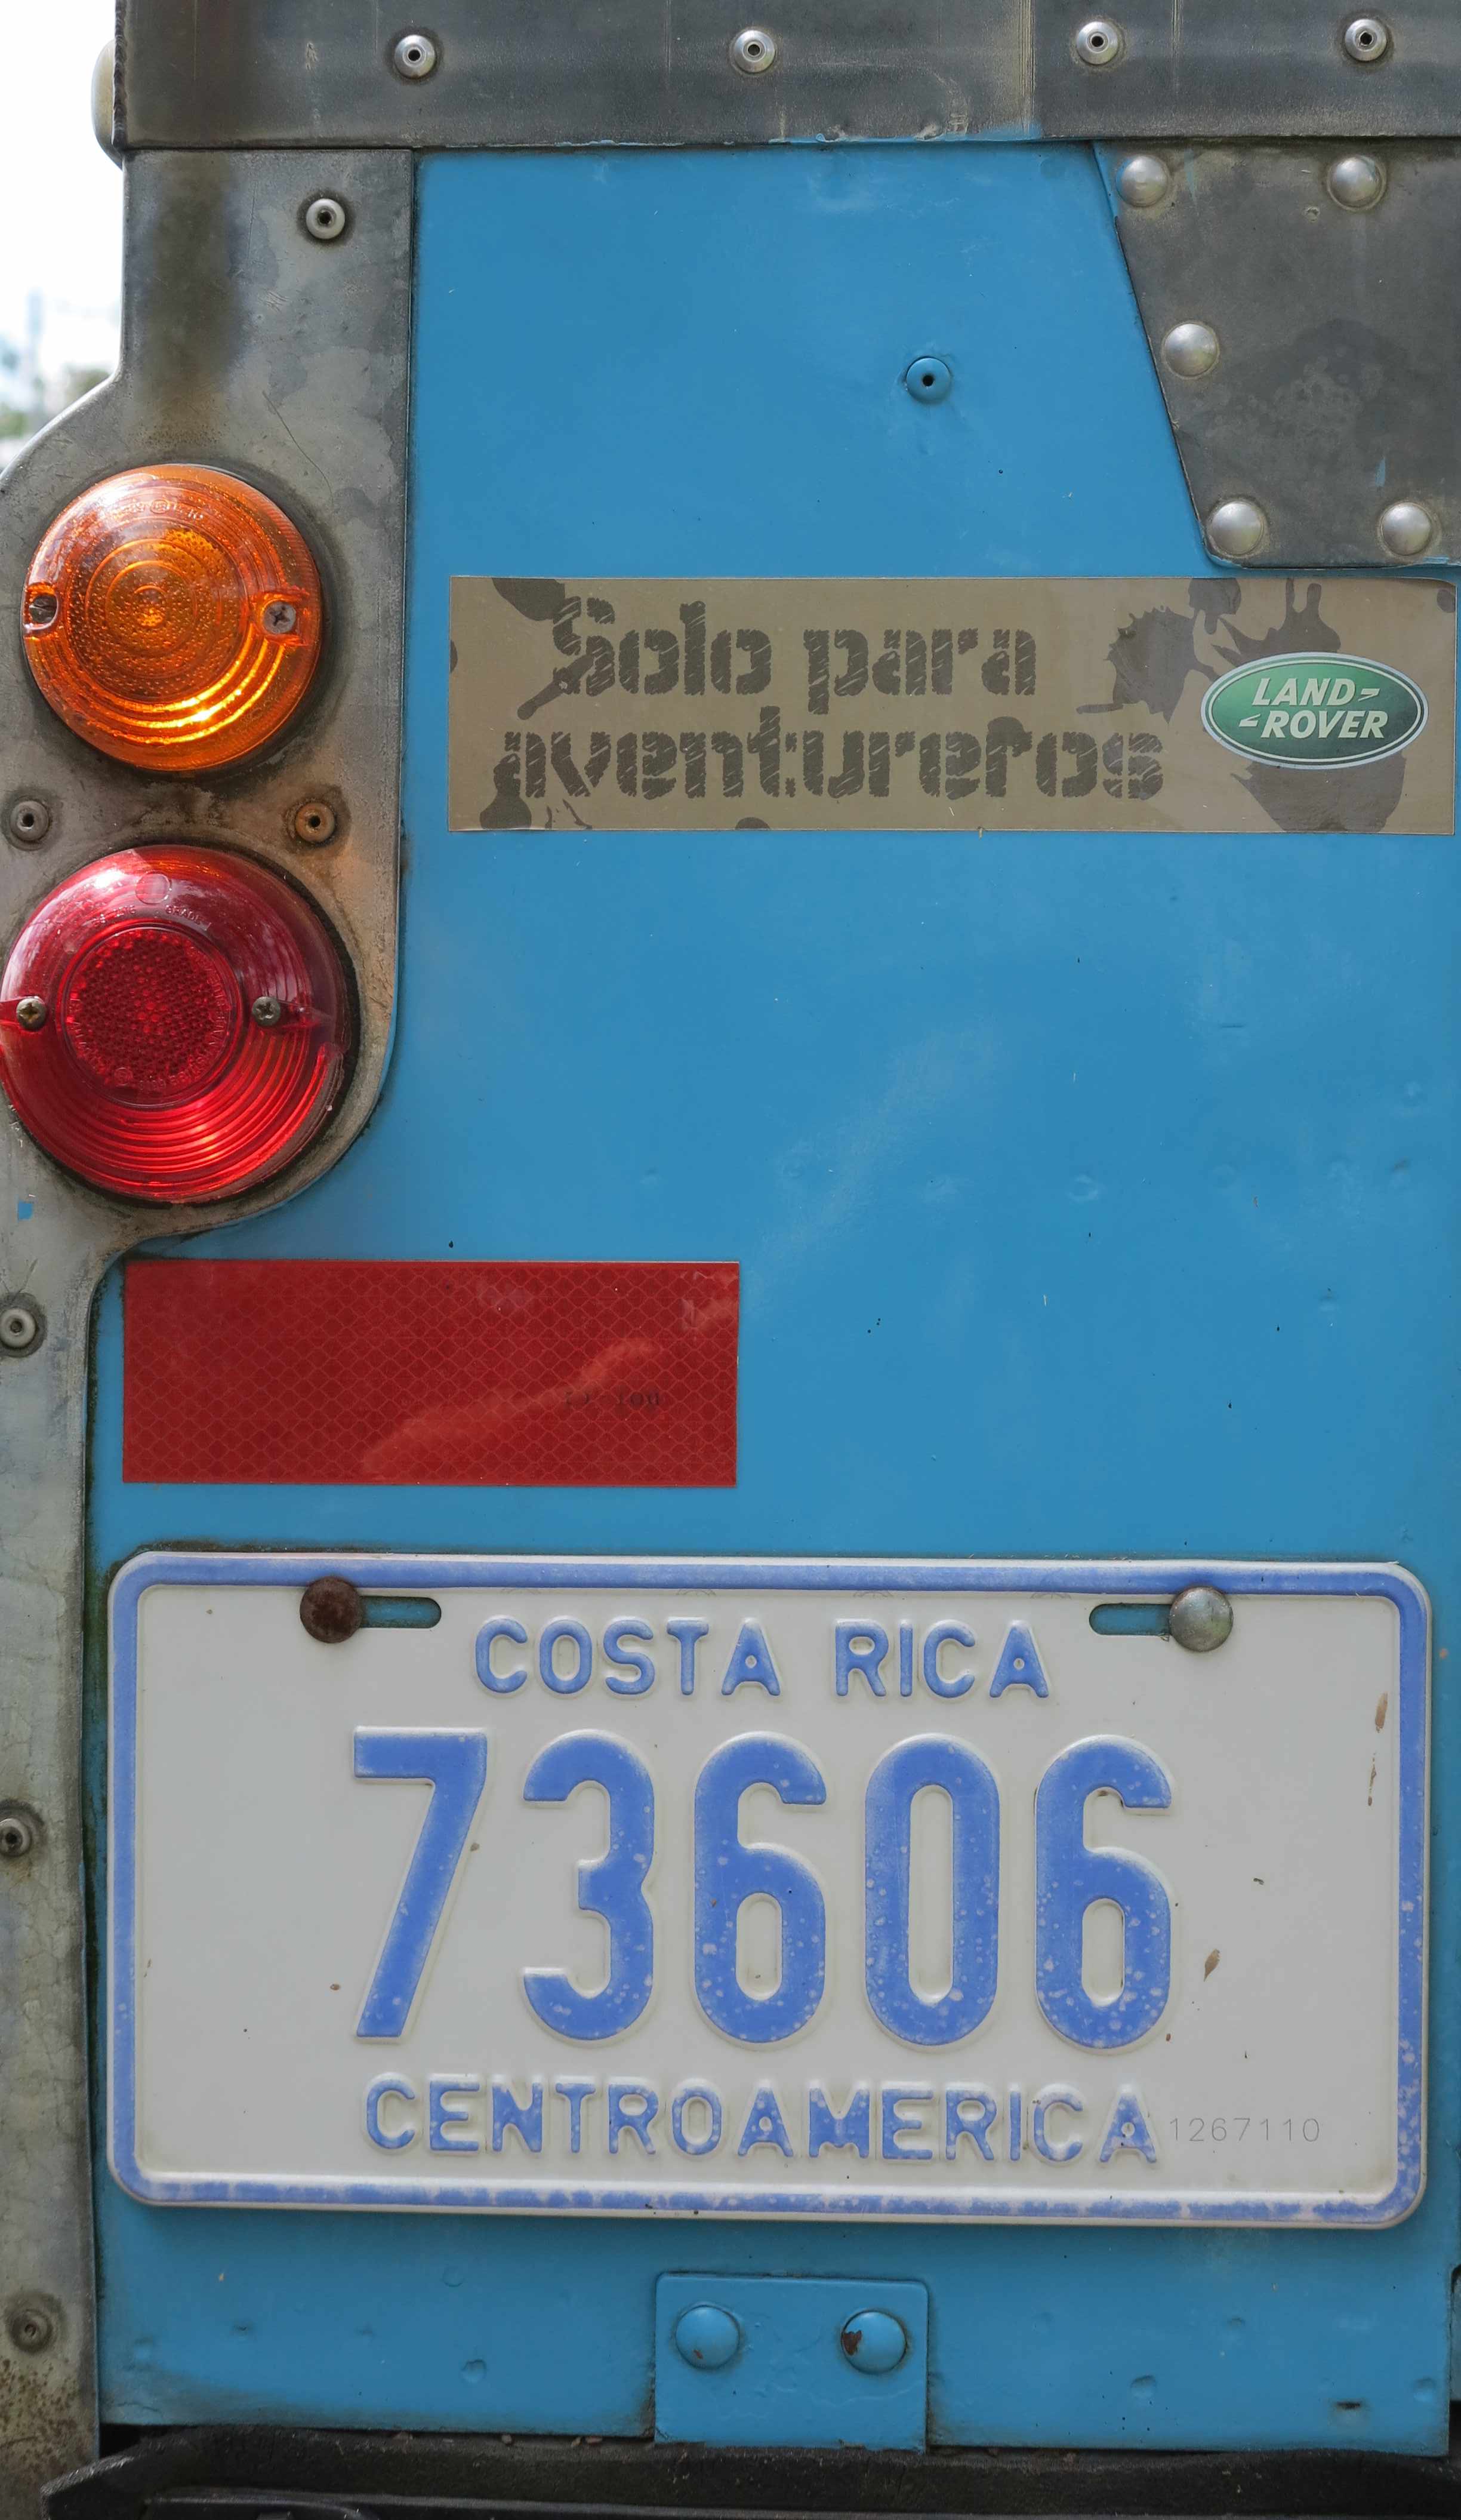 Solo para
aventureros
LAND-
-ROVER
COSTA RICA
73606
CENTROAMERICA
1267110